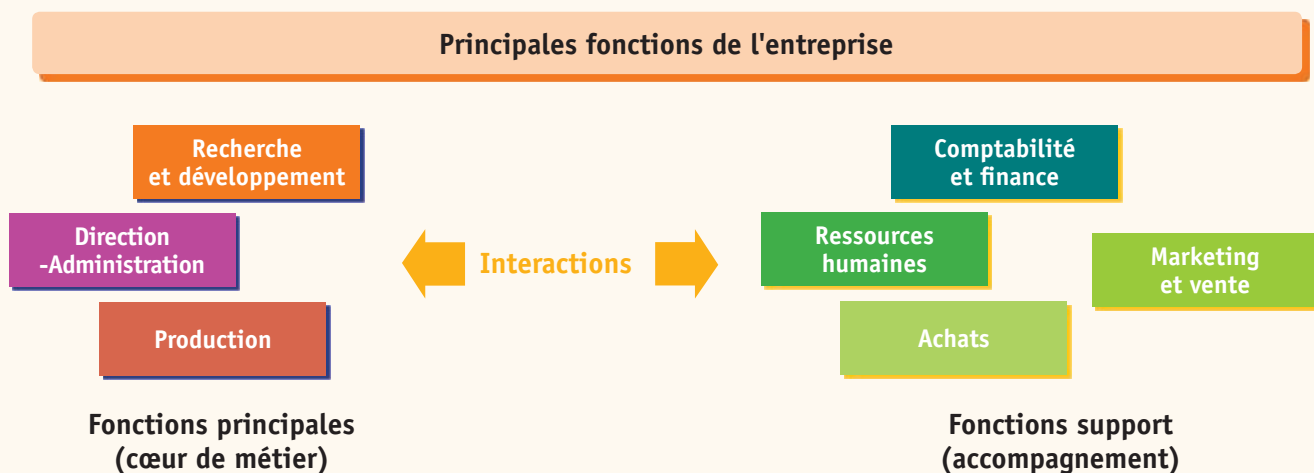 Principales fonctions de l'entreprise
Recherche
et développement
Direction
-Administration
Production
Fonctions principales
(cœur de métier)
Interactions
Comptabilité
et finance
Ressources
humaines
Marketing
et vente
Achats
Fonctions support
(accompagnement)